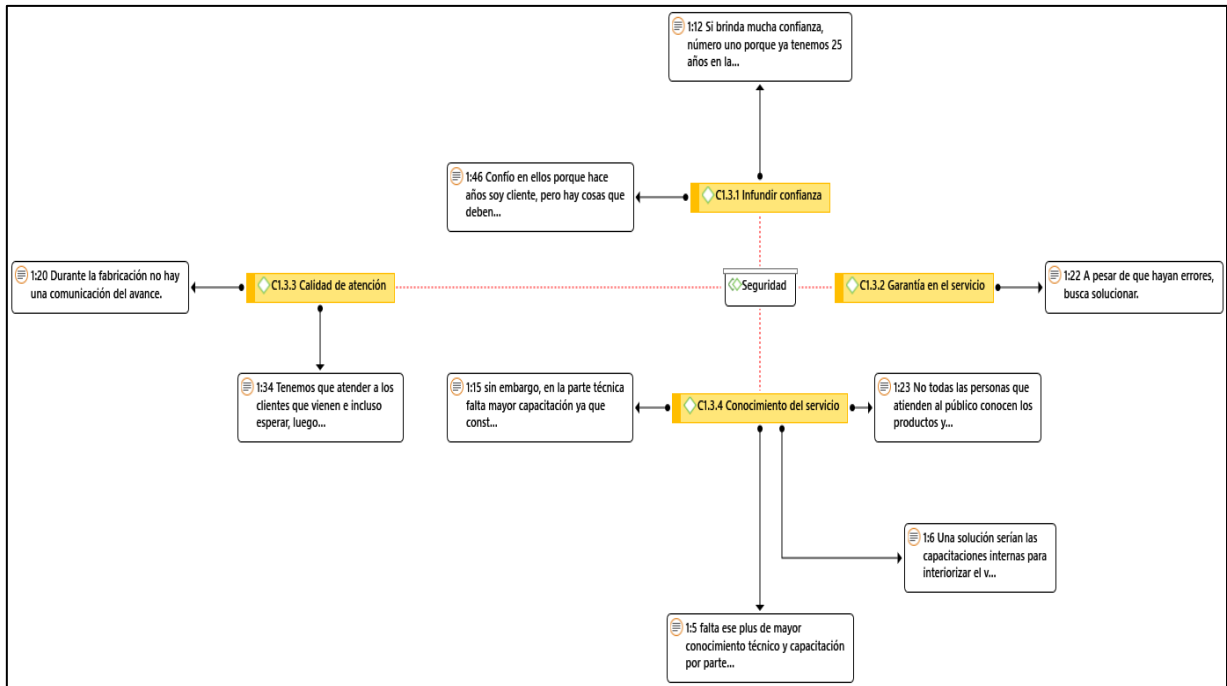 1:12 Si brinda mucha confianza,
número uno porque ya tenemos 25
años en la...
1:46 Confío en ellos porque hace
años soy cliente, pero hay cosas que
deben...
C1.3.1 Infundir confianza
1:20 Durante la fabricación no hay
una comunicación del avance.
C1.3.3 Calidad de atención
Seguridad
C1.3.2 Garantía en el servicio
1:22 A pesar de que hayan errores,
busca solucionar.
1:34 Tenemos que atender a los
clientes que vienen e incluso
esperar, luego...
1:15 sin embargo, en la parte técnica
falta mayor capacitación ya que
const...
C1.3.4 Conocimiento del servicio
1:23 No todas las personas que
atienden al público conocen los
productos y...
1:6 Una solución serian las
capacitaciones internas para
interiorizar el v...
1:5 falta ese plus de mayor
conocimiento técnico y capacitación
por parte...